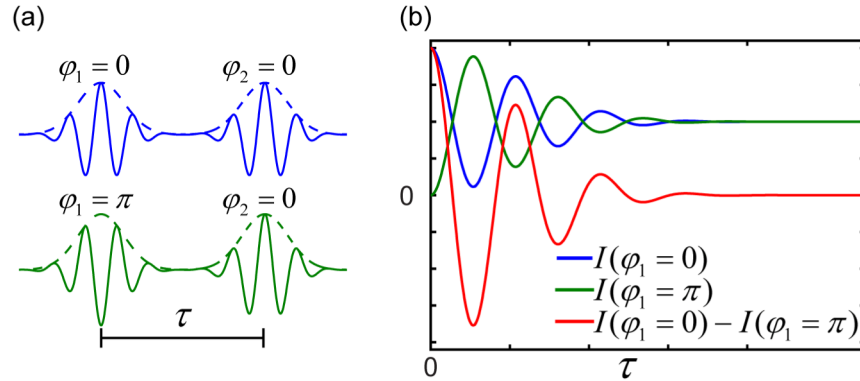 (a)
φ₁ = 0 φ₂ = 0
φ₁ = π φ₂ = 0
τ
(b)
0
I(φ₁ = 0)
I(φ₁ = π)
I(φ₁ = 0) − I(φ₁ = π)
0 τ